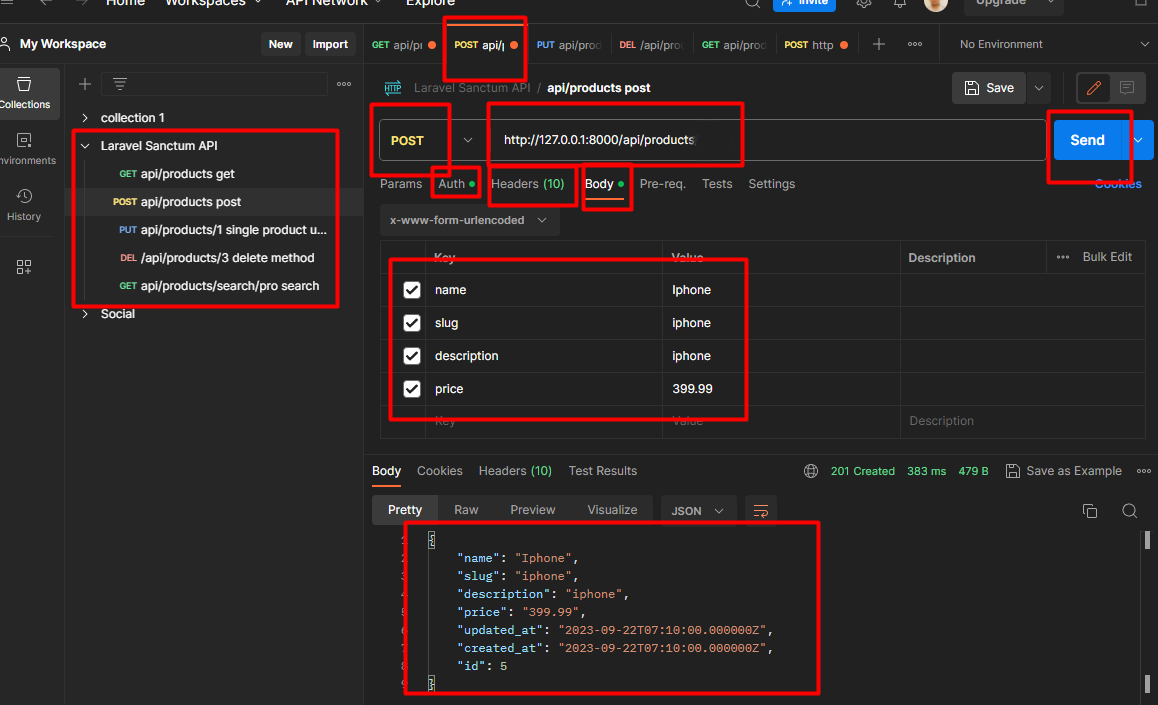 Home Workspaces API Network Explore Invite Upgrade
My Workspace New Import GET api/pr POST api/p PUT api/prod DEL /api/pro GET api/prod POST http No Environment
Collections
Laravel Sanctum API / api/products post Save
collection 1
Laravel Sanctum API
GET api/products get
POST api/products post
PUT api/products/1 single product u...
DEL /api/products/3 delete method
GET api/products/search/pro search
Social
nvironments
History
POST http://127.0.0.1:8000/api/products Send
Params Auth Headers (10) Body Pre-req. Tests Settings Cookies
x-www-form-urlencoded
Key Value Description Bulk Edit
name Iphone
slug iphone
description iphone
price 399.99
Key Value Description
Body Cookies Headers (10) Test Results 201 Created 383 ms 479 B Save as Example
Pretty Raw Preview Visualize JSON
1 {
2 "name": "Iphone",
3 "slug": "iphone",
4 "description": "iphone",
5 "price": "399.99",
6 "updated_at": "2023-09-22T07:10:00.000000Z",
7 "created_at": "2023-09-22T07:10:00.000000Z",
8 "id": 5
9 }